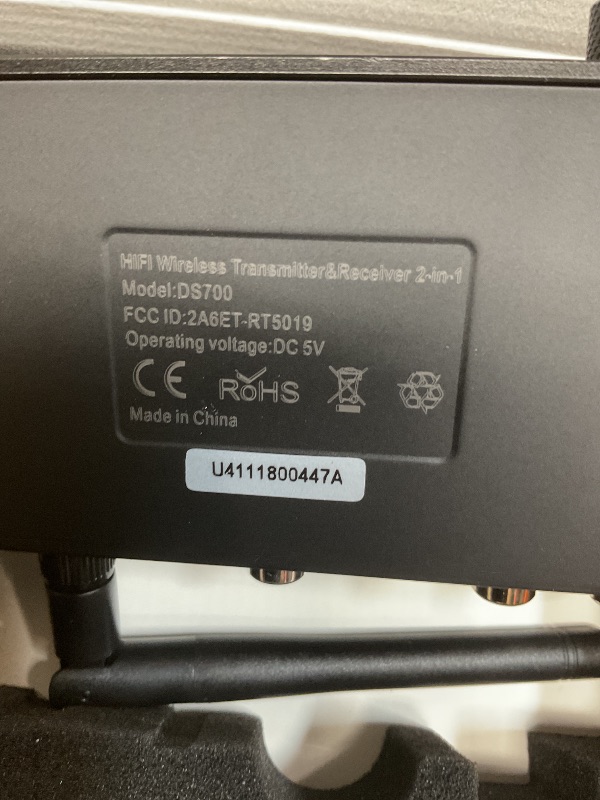 HIFI Wireless Transmitter&Receiver 2-in-1
Model:DS700
FCC ID:2A6ET-RT5019
Operating voltage:DC 5V
CE RoHS
Made in China
U4111800447A